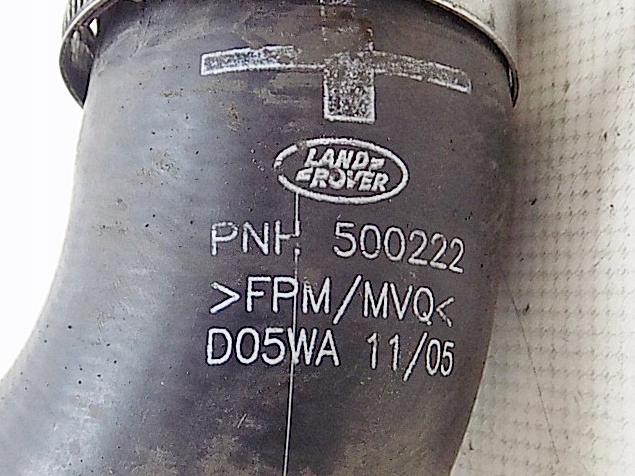 LAND
ROVER
PNH 500222
>FPM/MVQ<
D05WA 11/05